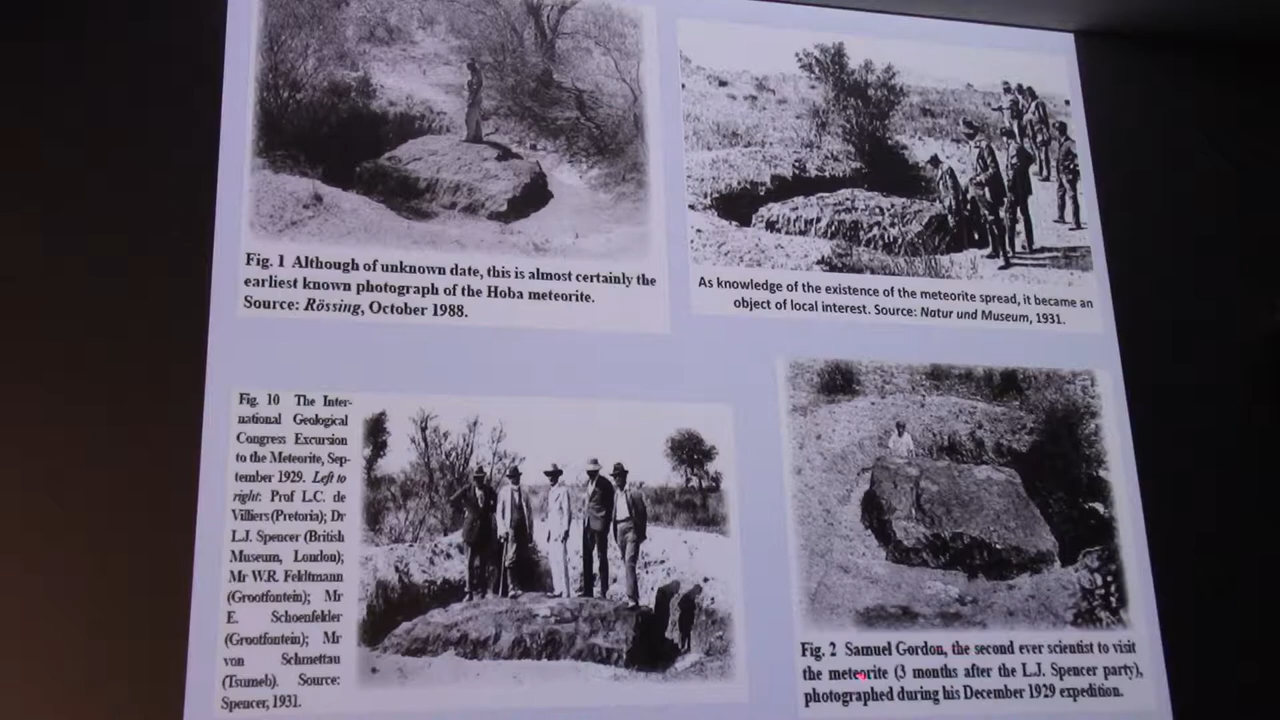 Fig. 1 Although of unknown date, this is almost certainly the
earliest known photograph of the Hoba meteorite.
Source: Rössing, October 1988.
As knowledge of the existence of the meteorite spread, it became an
object of local interest. Source: Natur und Museum, 1931.
Fig. 10 The Inter-
national Geological
Congress Excursion
to the Meteorite, Sep-
tember 1929. Left to
right: Prof L.C. de
Villiers (Pretoria); Dr
L.J. Spencer (British
Museum, London);
Mr W.R. Feldtmann
(Grootfontein); Mr
E. Schoenfelder
(Grootfontein); Mr
von Schmettau
(Tsumeb). Source:
Spencer, 1931.
Fig. 2 Samuel Gordon, the second ever scientist to visit
the meteorite (3 months after the L.J. Spencer party),
photographed during his December 1929 expedition.